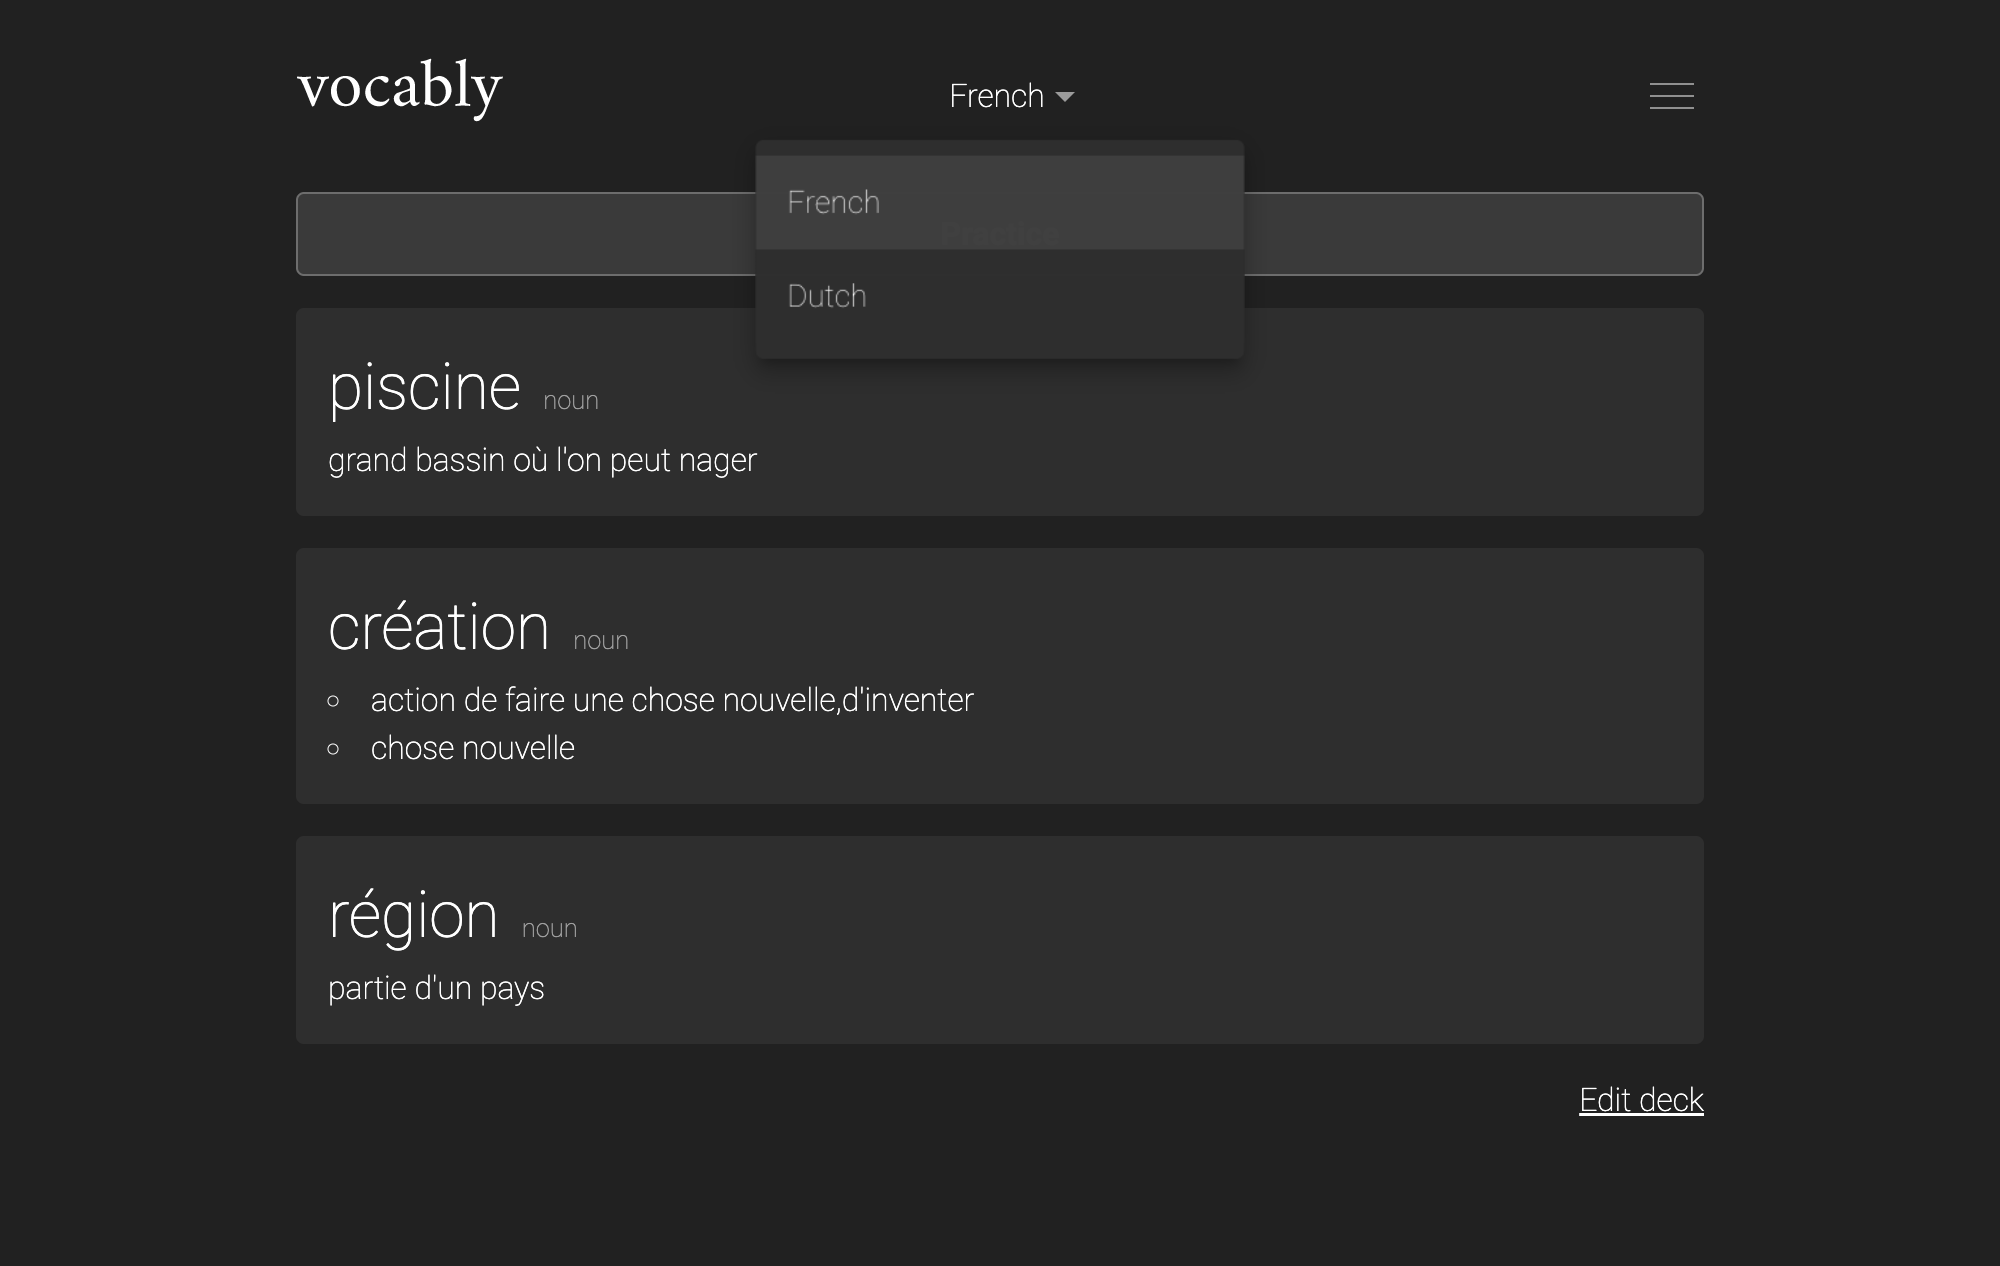 vocably
French
French
Practice
Dutch
piscine noun
grand bassin où l'on peut nager
création noun
action de faire une chose nouvelle,d'inventer
chose nouvelle
région noun
partie d'un pays
Edit deck